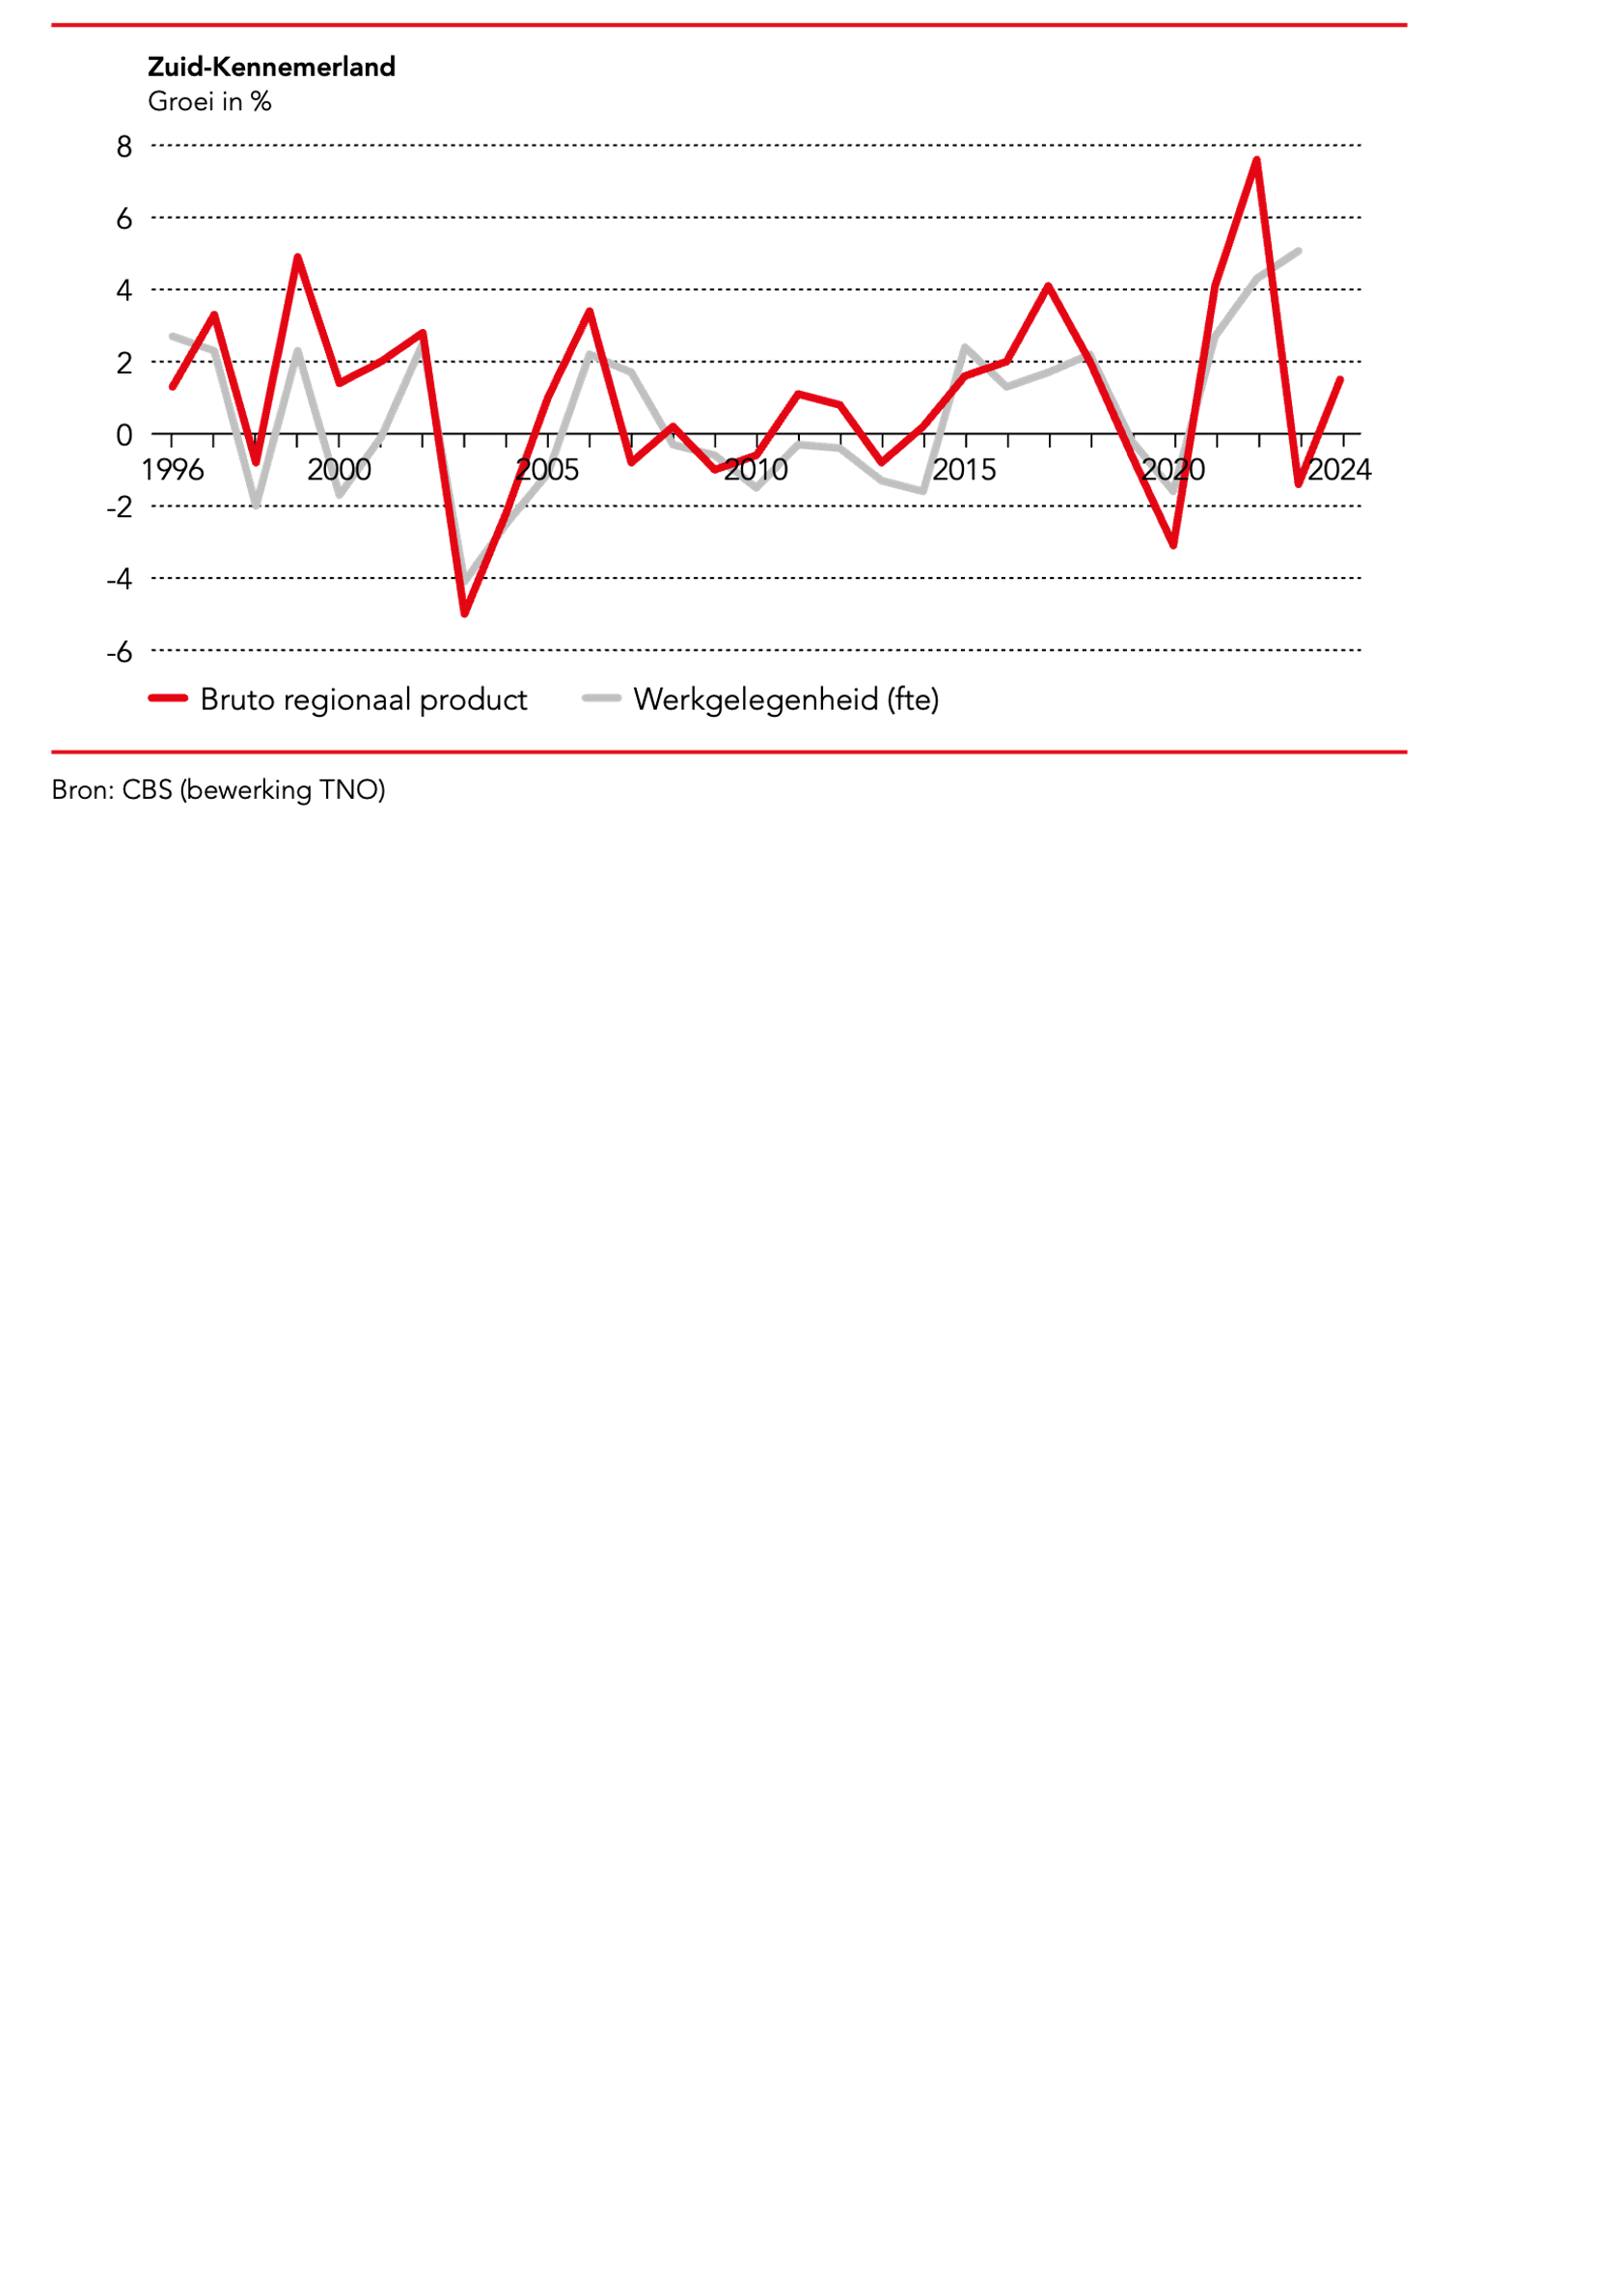 Zuid-Kennemerland
Groei in %
8
6
4
2
0
1996 2000 2005 2010 2015 2020 2024
-2
-4
-6
Bruto regionaal product Werkgelegenheid (fte)
Bron: CBS (bewerking TNO)